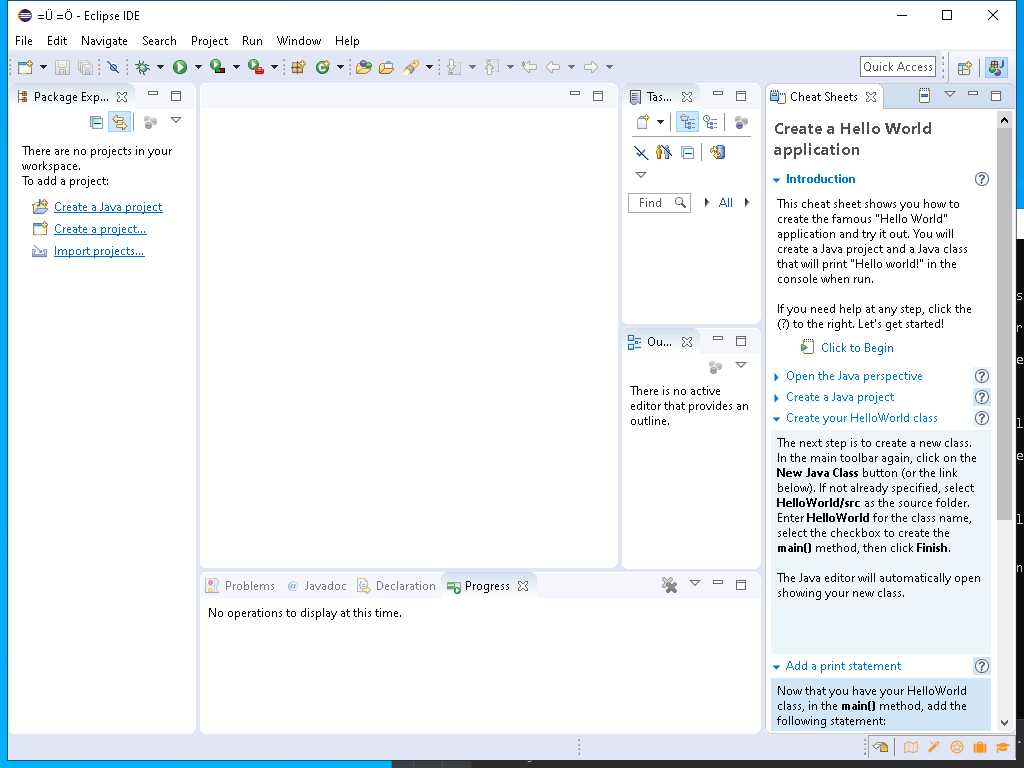 =Ü =Ö - Eclipse IDE
File Edit Navigate Search Project Run Window Help
Quick Access
Package Exp...
There are no projects in your
workspace.
To add a project:
Create a Java project
Create a project...
Import projects...
Tas...
Find
All
Ou...
There is no active
editor that provides an
outline.
Problems
@ Javadoc
Declaration
Progress
No operations to display at this time.
Cheat Sheets
Create a Hello World
application
Introduction
This cheat sheet shows you how to
create the famous "Hello World"
application and try it out. You will
create a Java project and a Java class
that will print "Hello world!" in the
console when run.
If you need help at any step, click the
(?) to the right. Let's get started!
Click to Begin
Open the Java perspective
Create a Java project
Create your HelloWorld class
The next step is to create a new class.
In the main toolbar again, click on the
New Java Class button (or the link
below). If not already specified, select
HelloWorld/src as the source folder.
Enter HelloWorld for the class name,
select the checkbox to create the
main() method, then click Finish.
The Java editor will automatically open
showing your new class.
Add a print statement
Now that you have your HelloWorld
class, in the main() method, add the
following statement: